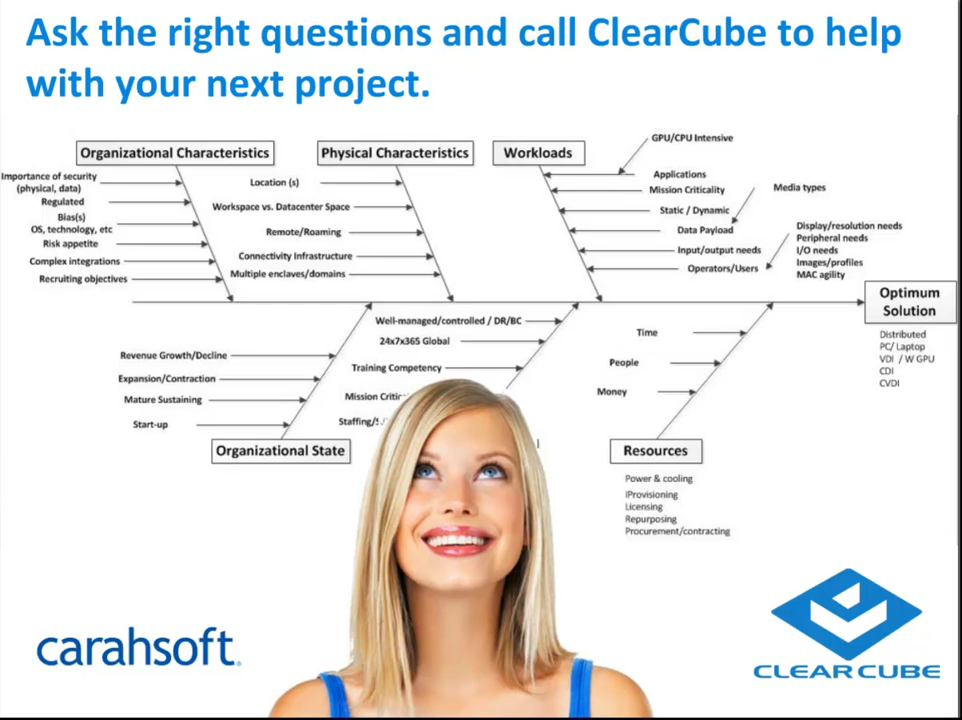 Ask the right questions and call ClearCube to help
with your next project.
GPU/CPU Intensive
Organizational Characteristics
Physical Characteristics
Workloads
Importance of security
(physical, data)
Regulated
Bias(s)
OS, technology, etc
Risk appetite
Complex integrations
Recruiting objectives
Location (s)
Workspace vs. Datacenter Space
Remote/Roaming
Connectivity Infrastructure
Multiple enclaves/domains
Applications
Mission Criticality
Static / Dynamic
Data Payload
Input/output needs
Operators/Users
Media types
Display/resolution needs
Peripheral needs
I/O needs
Images/profiles
MAC agility
Optimum
Solution
Distributed
PC/ Laptop
VDI / W GPU
CDI
CVDI
Revenue Growth/Decline
Expansion/Contraction
Mature Sustaining
Start-up
Organizational State
Well-managed/controlled / DR/BC
24x7x365 Global
Training Competency
Mission
Staffing/
Time
People
Money
Resources
Power & cooling
IProvisioning
Licensing
Repurposing
Procurement/contracting
carahsoft
CLEARCUBE